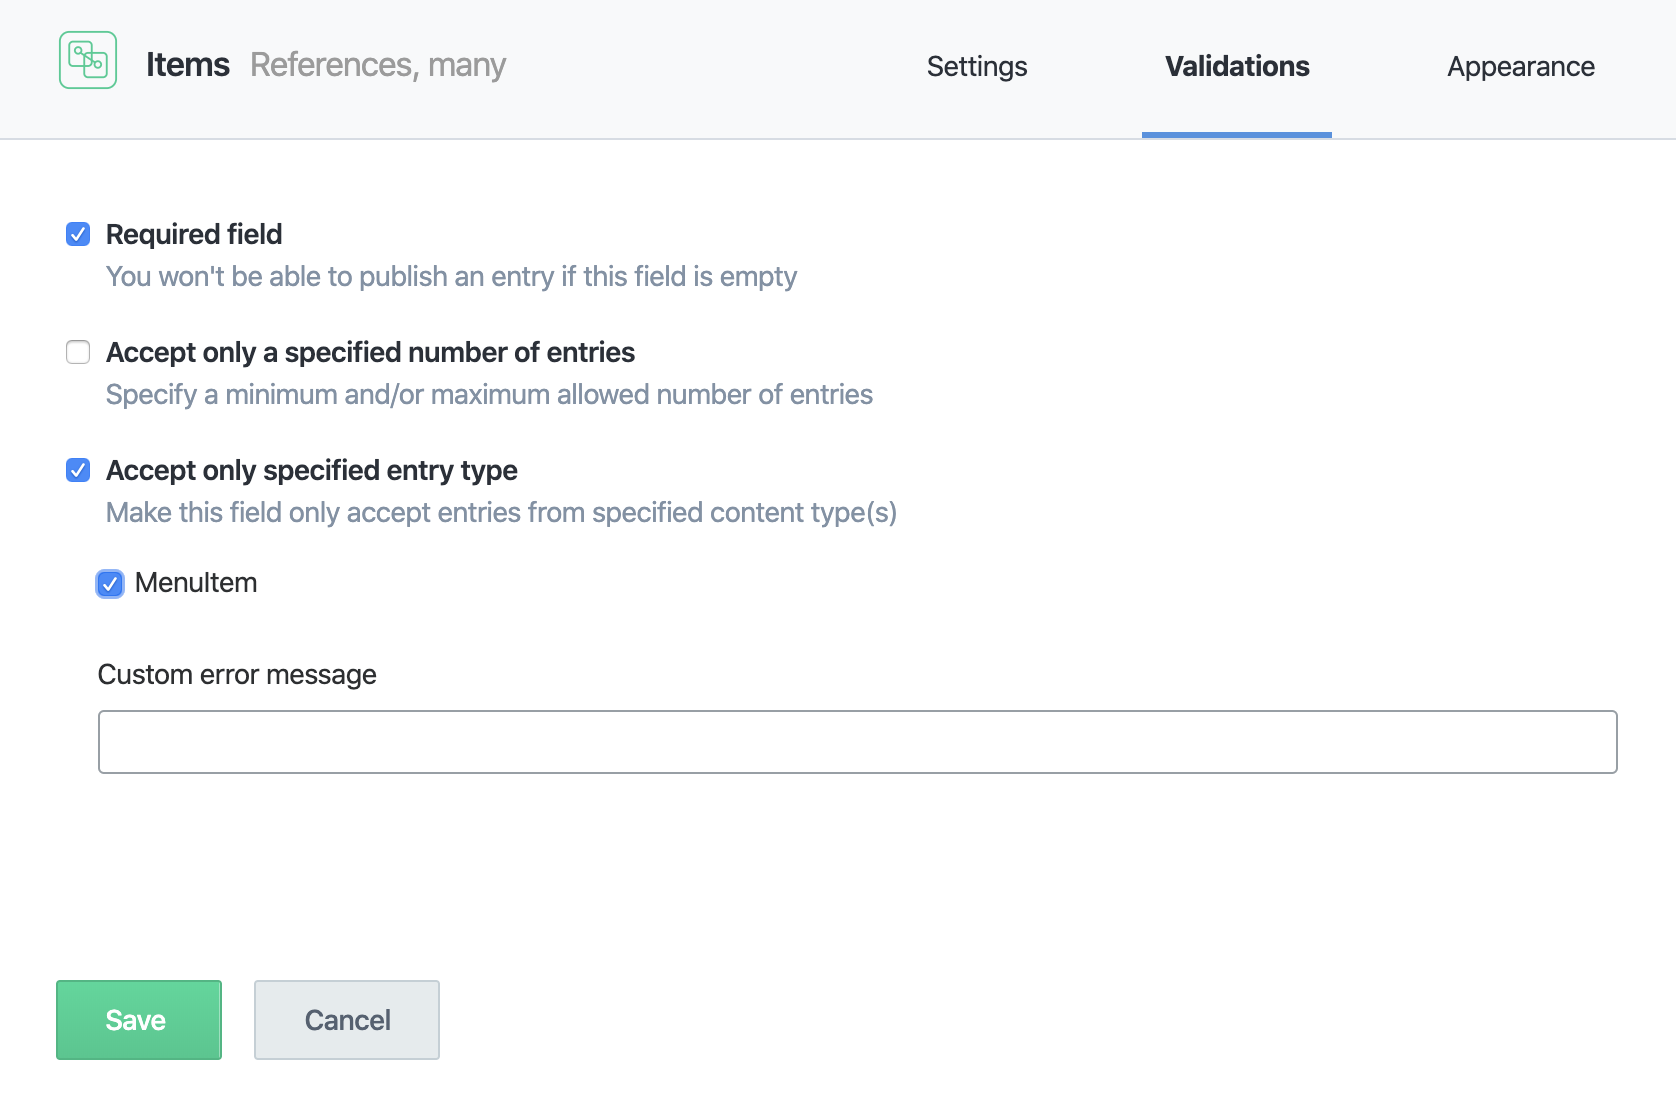 Items References, many
Settings
Validations
Appearance
Required field
You won't be able to publish an entry if this field is empty
Accept only a specified number of entries
Specify a minimum and/or maximum allowed number of entries
Accept only specified entry type
Make this field only accept entries from specified content type(s)
MenuItem
Custom error message
Save
Cancel